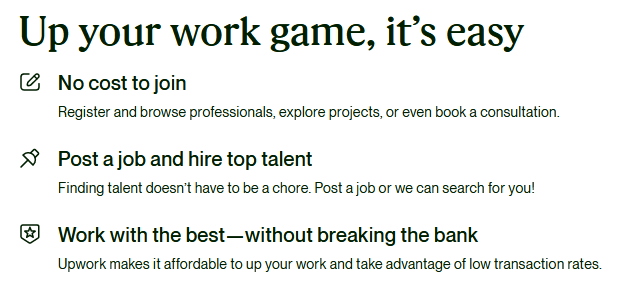 Up your work game, it’s easy
No cost to join
Register and browse professionals, explore projects, or even book a consultation.
Post a job and hire top talent
Finding talent doesn’t have to be a chore. Post a job or we can search for you!
Work with the best—without breaking the bank
Upwork makes it affordable to up your work and take advantage of low transaction rates.